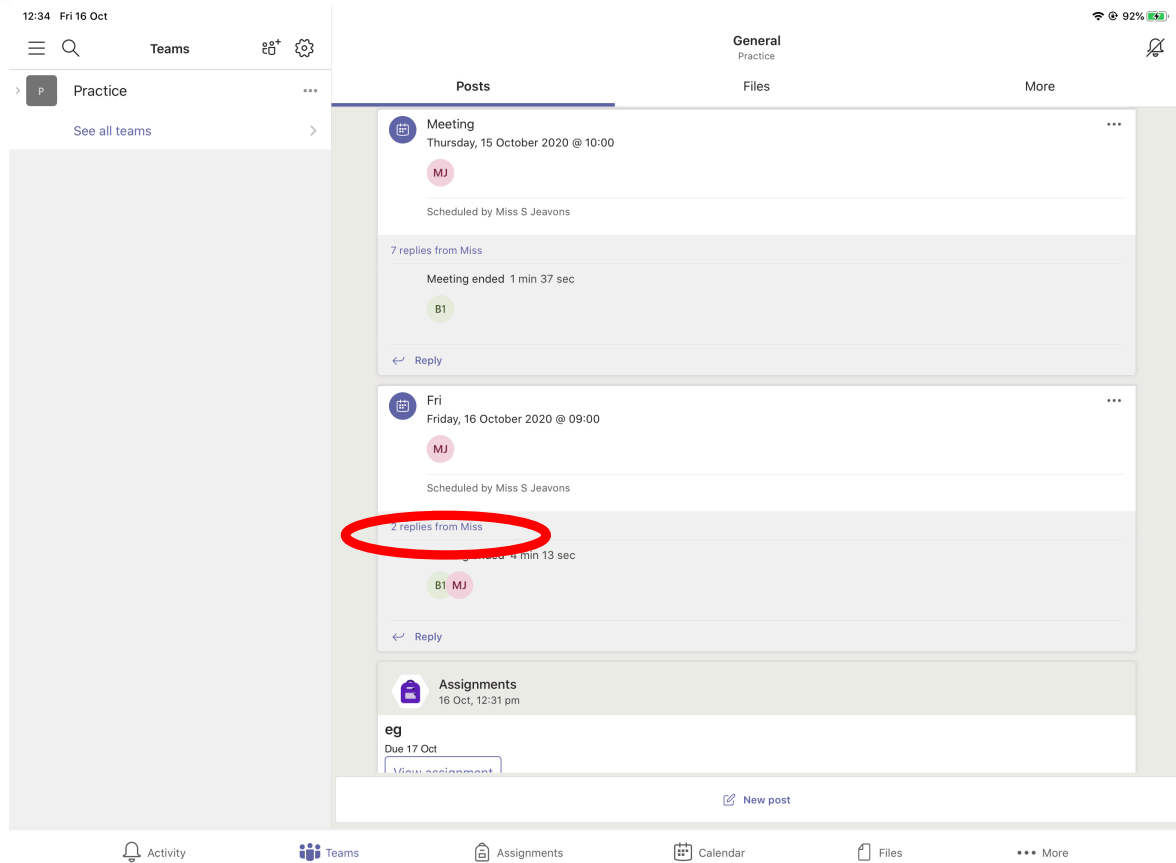 12:34 Fri 16 Oct
92%
Teams
General
Practice
Posts
Files
More
P
Practice
See all teams
Meeting
Thursday, 15 October 2020 @ 10:00
MJ
Scheduled by Miss S Jeavons
7 replies from Miss
Meeting ended 1 min 37 sec
B1
Reply
Fri
Friday, 16 October 2020 @ 09:00
MJ
Scheduled by Miss S Jeavons
2 replies from Miss
ended 4 min 13 sec
B1 MJ
Reply
Assignments
16 Oct, 12:31 pm
eg
Due 17 Oct
View assignment
New post
Activity
Teams
Assignments
Calendar
Files
More